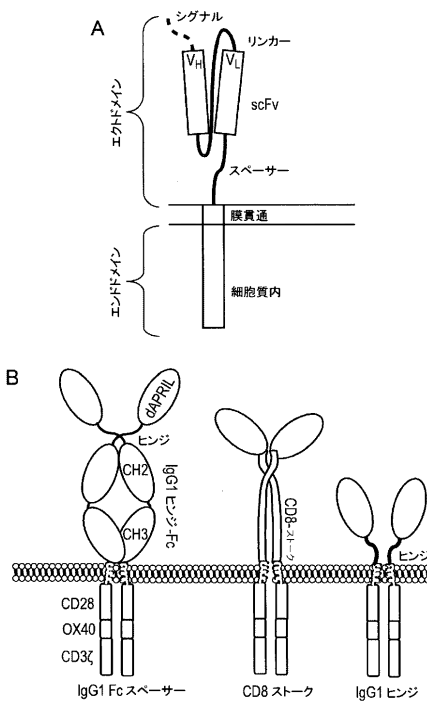 A
シグナル
リンカー
VH
VL
scFv
エクトドメイン
スペーサー
膜貫通
エンドドメイン
細胞質内
B
dAPRIL
ヒンジ
CH2
CH3
IgG1 ヒンジ-Fc
CD8-ストーク
ヒンジ
CD28
OX40
CD3ζ
IgG1 Fc スペーサー
CD8 ストーク
IgG1 ヒンジ